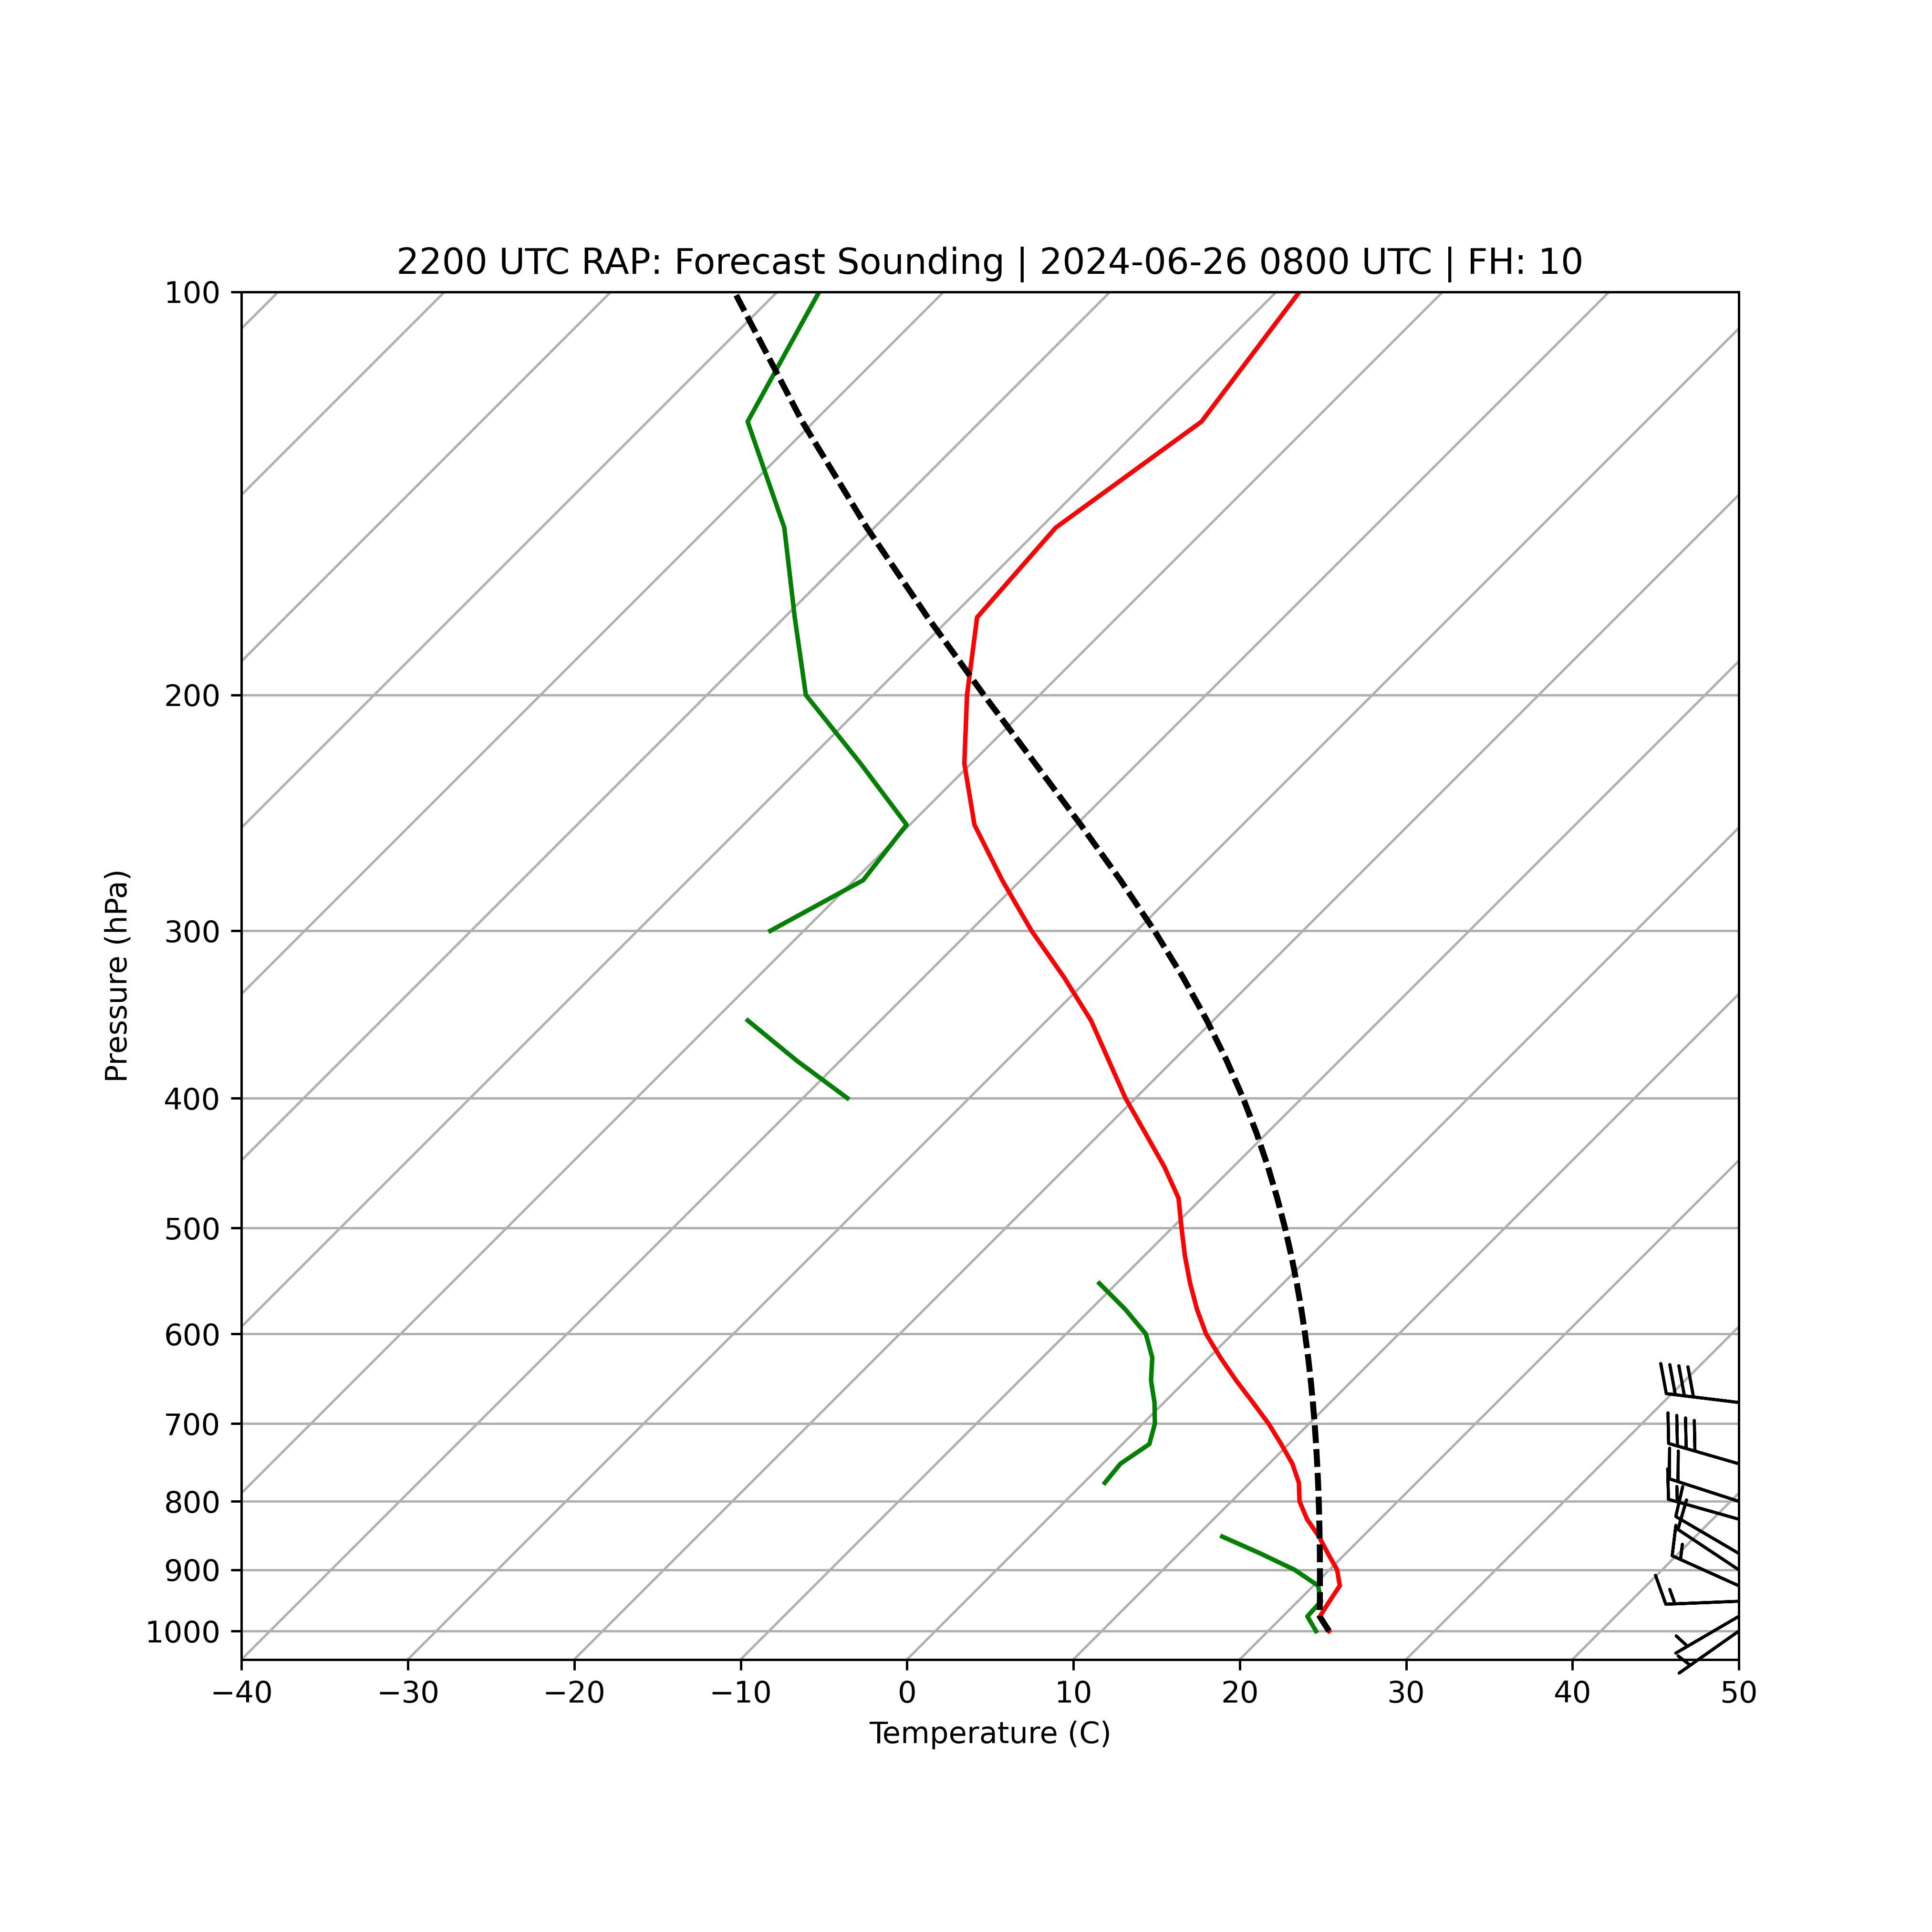 2200 UTC RAP: Forecast Sounding | 2024-06-26 0800 UTC | FH: 10
100
200
300
400
500
600
700
800
900
1000
Pressure (hPa)
−40 −30 −20 −10 0 10 20 30 40 50
Temperature (C)